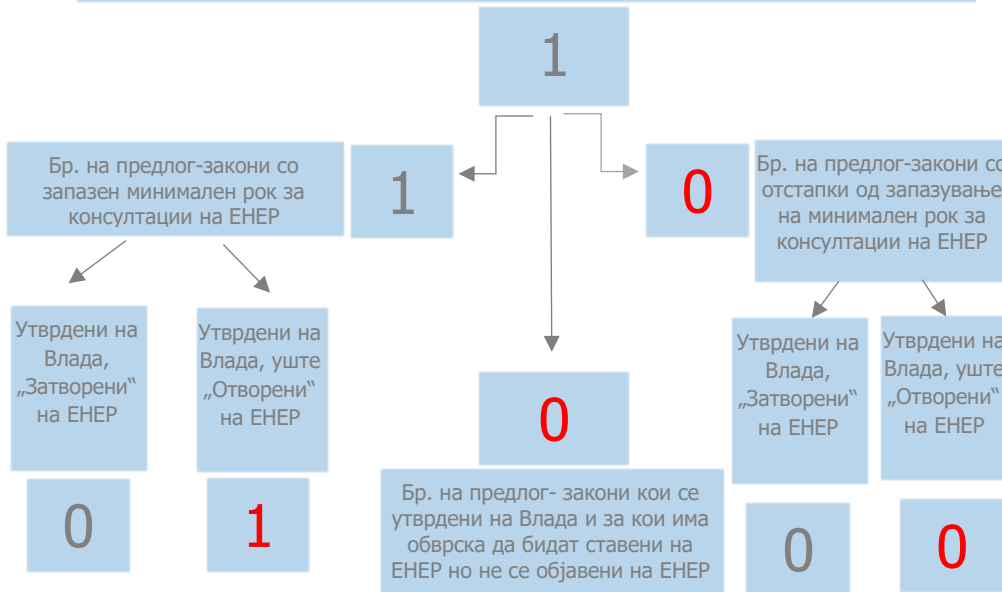 1
Бр. на предлог-закони со
запазен минимален рок за
консултации на ЕНЕР
1
0
Бр. на предлог-закони со
отстапки од запазување
на минимален рок за
консултации на ЕНЕР
Утврдени на
Влада,
„Затворени“
на ЕНЕР
Утврдени на
Влада, уште
„Отворени“
на ЕНЕР
0
1
0
Бр. на предлог- закони кои се
утврдени на Влада и за кои има
обврска да бидат ставени на
ЕНЕР но не се објавени на ЕНЕР
Утврдени на
Влада,
„Затворени“
на ЕНЕР
Утврдени на
Влада, уште
„Отворени“
на ЕНЕР
0
0